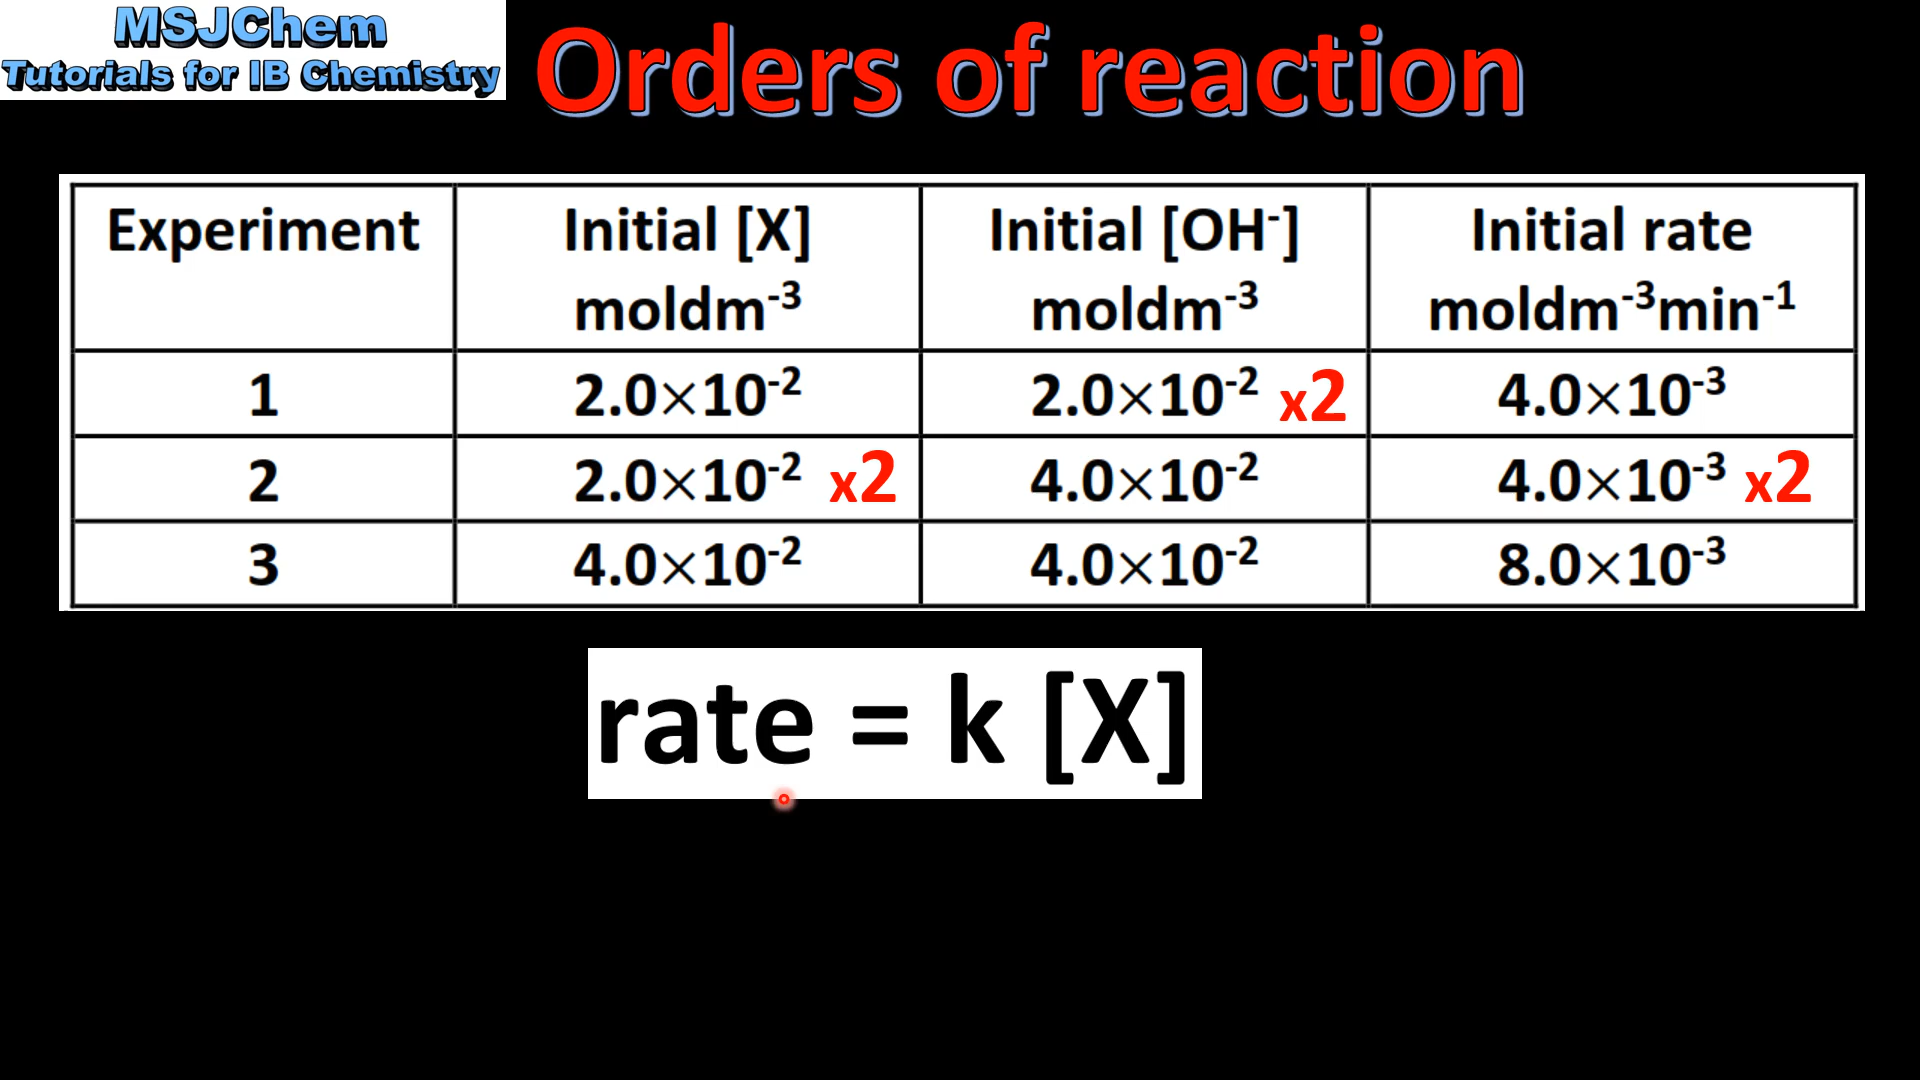 MSJChem
Tutorials for IB Chemistry
Orders of reaction
Experiment Initial [X] Initial [OH⁻] Initial rate
moldm⁻³ moldm⁻³ moldm⁻³min⁻¹
1 2.0×10⁻² 2.0×10⁻² x2 4.0×10⁻³
2 2.0×10⁻² x2 4.0×10⁻² 4.0×10⁻³ x2
3 4.0×10⁻² 4.0×10⁻² 8.0×10⁻³
rate = k [X]